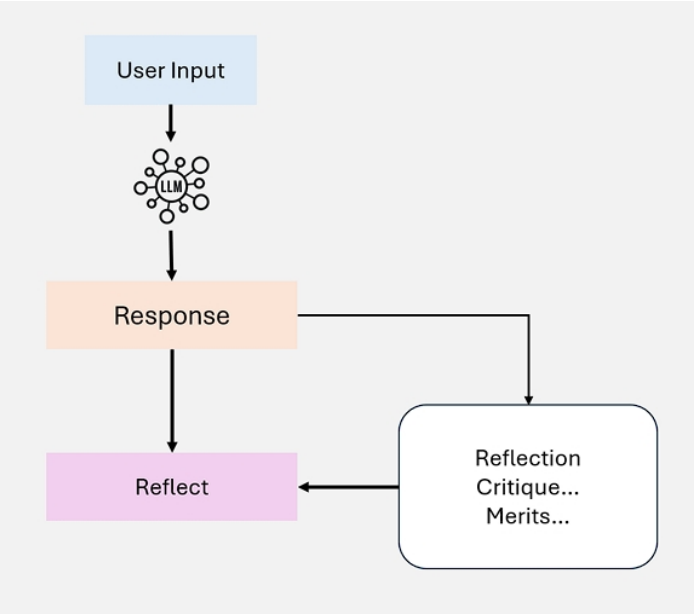 User Input
LLM
Response
Reflect
Reflection
Critique...
Merits...